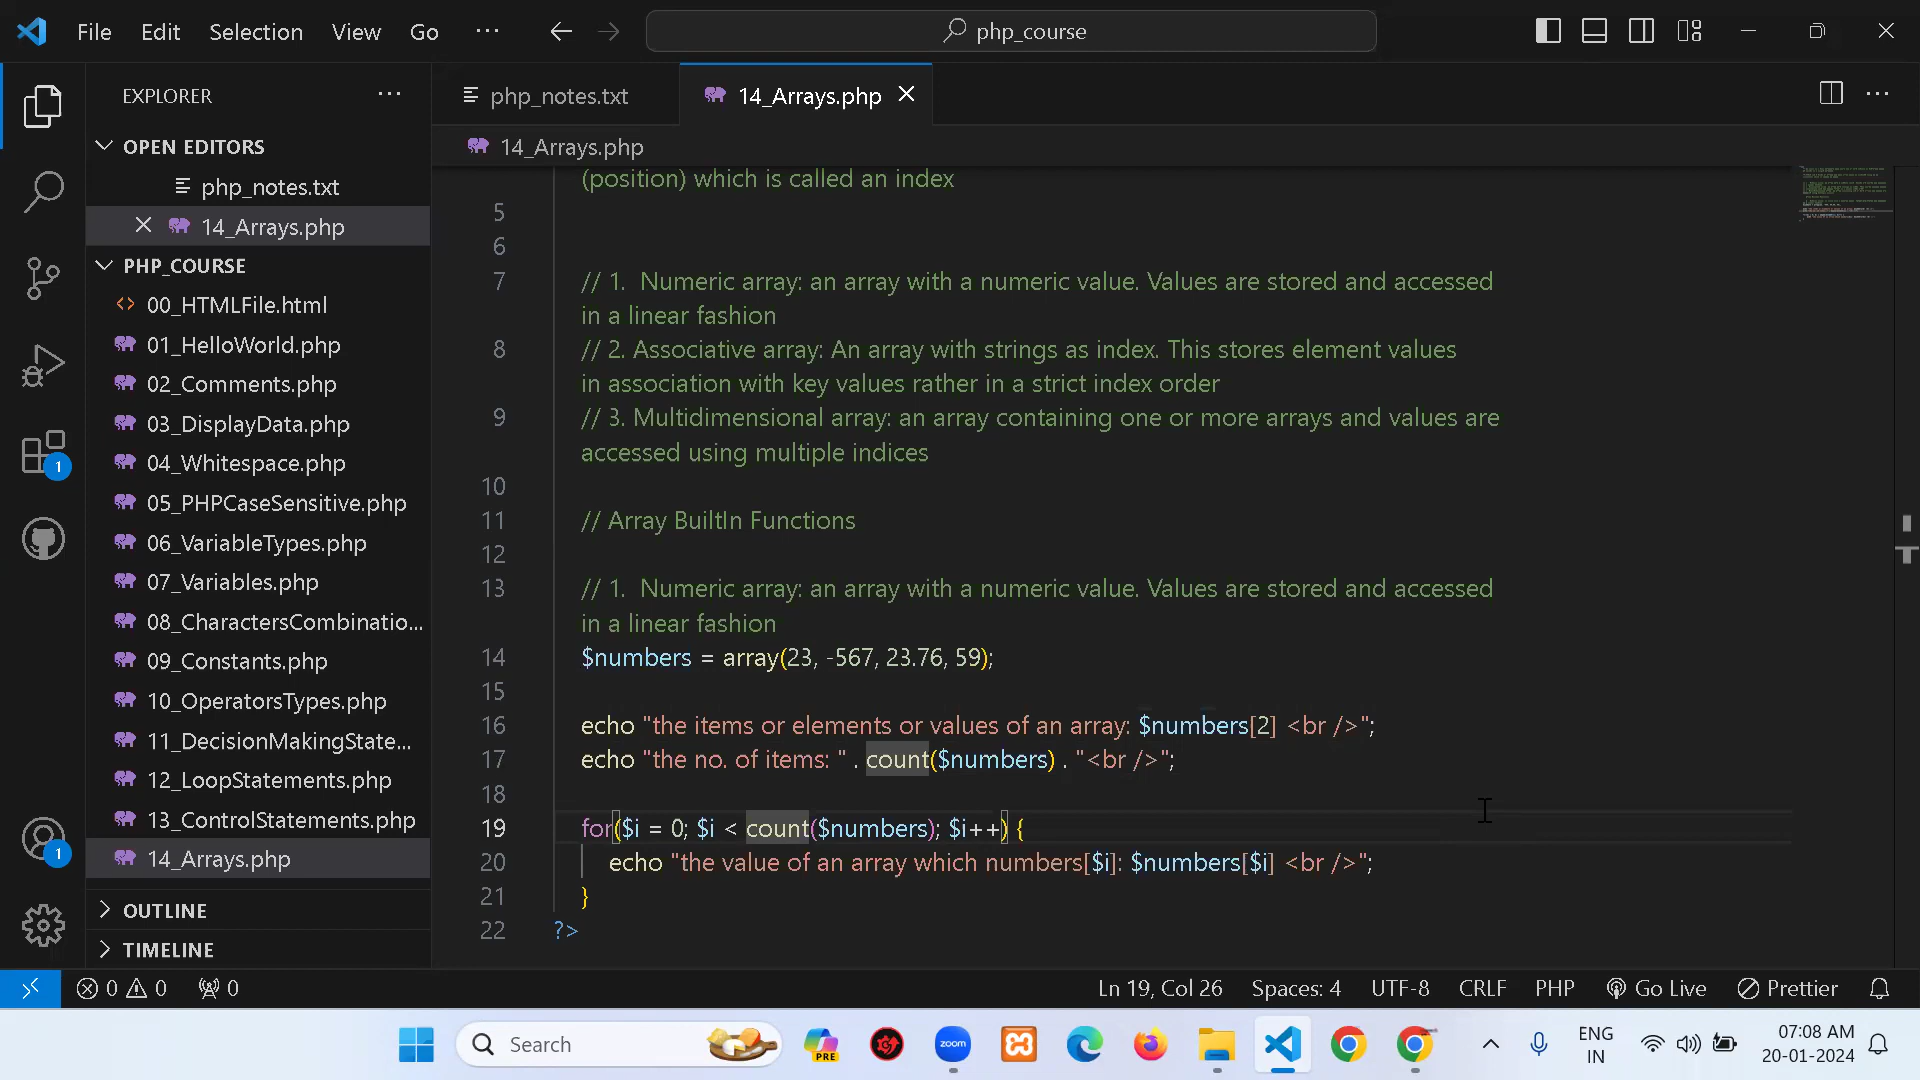 File Edit Selection View Go ··· php_course
EXPLORER ···
OPEN EDITORS
php_notes.txt
14_Arrays.php
PHP_COURSE
00_HTMLFile.html
01_HelloWorld.php
02_Comments.php
03_DisplayData.php
04_Whitespace.php
05_PHPCaseSensitive.php
06_VariableTypes.php
07_Variables.php
08_CharactersCombinatio...
09_Constants.php
10_OperatorsTypes.php
11_DecisionMakingState...
12_LoopStatements.php
13_ControlStatements.php
14_Arrays.php
OUTLINE
TIMELINE
php_notes.txt 14_Arrays.php
14_Arrays.php
(position) which is called an index
5
6
7 // 1.  Numeric array: an array with a numeric value. Values are stored and accessed
in a linear fashion
8 // 2. Associative array: An array with strings as index. This stores element values
in association with key values rather in a strict index order
9 // 3. Multidimensional array: an array containing one or more arrays and values are
accessed using multiple indices
10
11 // Array BuiltIn Functions
12
13 // 1.  Numeric array: an array with a numeric value. Values are stored and accessed
in a linear fashion
14 $numbers = array(23, -567, 23.76, 59);
15
16 echo "the items or elements or values of an array: $numbers[2] <br />";
17 echo "the no. of items: " . count($numbers) . "<br />";
18
19 for($i = 0; $i < count($numbers); $i++) {
20 echo "the value of an array which numbers[$i]: $numbers[$i] <br />";
21 }
22 ?>
1
1
0 0 0 Ln 19, Col 26 Spaces: 4 UTF-8 CRLF PHP Go Live Prettier
Search PRE zoom ENG IN 07:08 AM
20-01-2024